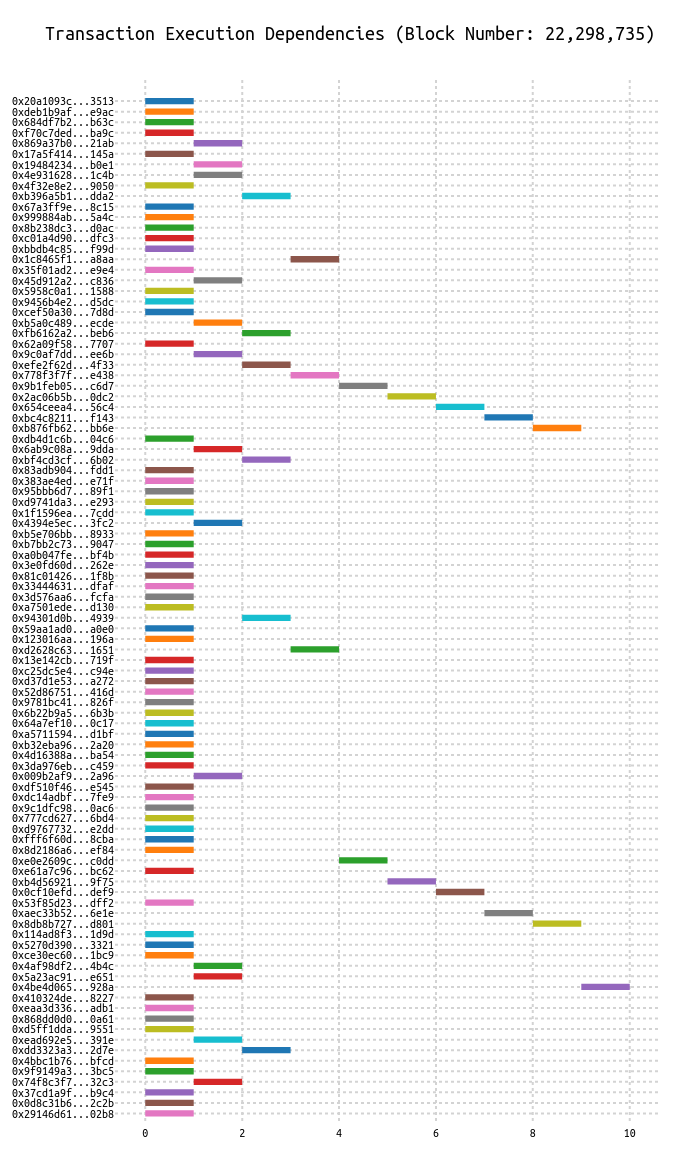 Transaction Execution Dependencies (Block Number: 22,298,735)
0x20a1093c...3513
0xdeb1b9af...e9ac
0x684df7b2...b63c
0xf70c7ded...ba9c
0x869a37b0...21ab
0x17a5f414...145a
0x19484234...b0e1
0x4e931628...1c4b
0x4f32e8e2...9050
0xb396a5b1...dda2
0x67a3ff9e...8c15
0x999884ab...5a4c
0x8b238dc3...d0ac
0xc01a4d90...dfc3
0xbbdb4c85...f99d
0x1c8465f1...a8aa
0x35f01ad2...e9e4
0x45d912a2...c836
0x5958c0a1...1588
0x9456b4e2...d5dc
0xcef50a30...7d8d
0xb5a0c489...ecde
0xfb6162a2...beb6
0x62a09f58...7707
0x9c0af7dd...ee6b
0xefe2f62d...4f33
0x778f3f7f...e438
0x9b1feb05...c6d7
0x2ac06b5b...0dc2
0x654ceea4...56c4
0xbc4c8211...f143
0xb876fb62...bb6e
0xdb4d1c6b...04c6
0x6ab9c08a...9dda
0xbf4cd3cf...6b02
0x83adb904...fdd1
0x383ae4ed...e71f
0x95bbb6d7...89f1
0xd9741da3...e293
0x1f1596ea...7cdd
0x4394e5ec...3fc2
0xb5e706bb...8933
0xb7bb2c73...9047
0xa0b047fe...bf4b
0x3e0fd60d...262e
0x81c01426...1f8b
0x33444631...dfaf
0x3d576aa6...fcfa
0xa7501ede...d130
0x94301d0b...4939
0x59aa1ad0...a0e0
0x123016aa...196a
0xd2628c63...1651
0x13e142cb...719f
0xc25dc5e4...c94e
0xd37d1e53...a272
0x52d86751...416d
0x9781bc41...826f
0x6b22b9a5...6b3b
0x64a7ef10...0c17
0xa5711594...d1bf
0xb32eba96...2a20
0x4d16388a...ba54
0x3da976eb...c459
0x009b2af9...2a96
0xdf510f46...e545
0xdc14adbf...7fe9
0x9c1dfc98...0ac6
0x777cd627...6bd4
0xd9767732...e2dd
0xfff6f60d...8cba
0x8d2186a6...ef84
0xe0e2609c...c0dd
0xe61a7c96...bc62
0xb4d56921...9f75
0x0cf10efd...def9
0x53f85d23...dff2
0xaec33b52...6e1e
0x8db8b727...d801
0x114ad8f3...1d9d
0x5270d390...3321
0xce30ec60...1bc9
0x4af98df2...4b4c
0x5a23ac91...e651
0x4be4d065...928a
0x410324de...8227
0xeaa3d336...adb1
0x868dd0d0...0a61
0xd5ff1dda...9551
0xead692e5...391e
0xdd3323a3...2d7e
0x4bbc1b76...bfcd
0x9f9149a3...3bc5
0x74f8c3f7...32c3
0x37cd1a9f...b9c4
0x0d8c31b6...2c2b
0x29146d61...02b8
0 2 4 6 8 10